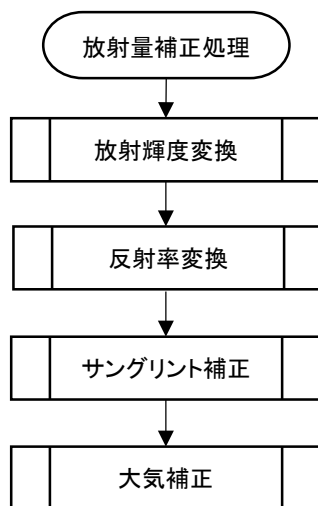 放射量補正処理
放射輝度変換
反射率変換
サングリント補正
大気補正